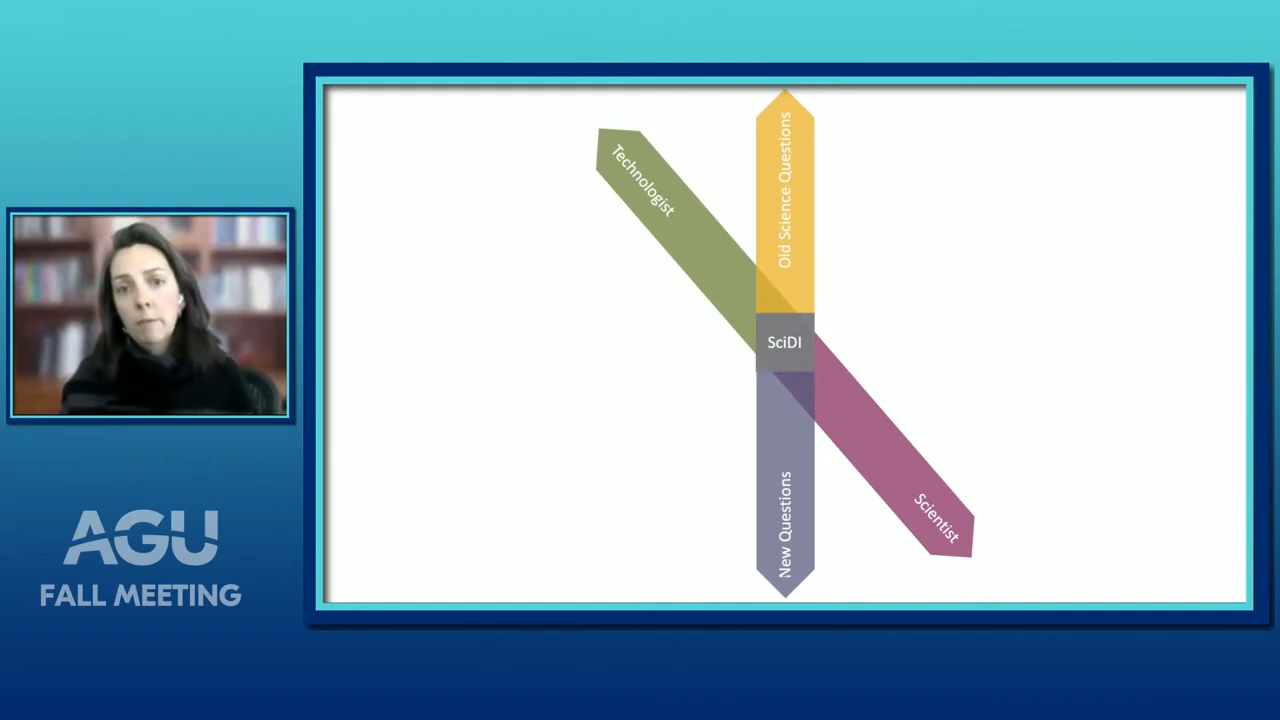 Technologist
Old Science Questions
SciDI
New Questions
Scientist
AGU
FALL MEETING